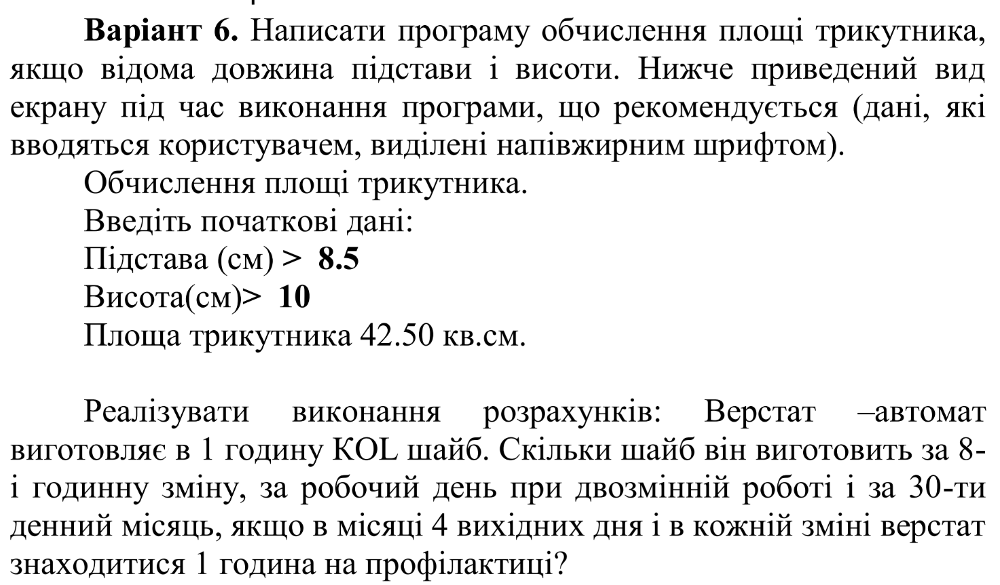 Варіант 6. Написати програму обчислення площі трикутника,
якщо відома довжина підстави і висоти. Нижче приведений вид
екрану під час виконання програми, що рекомендується (дані, які
вводяться користувачем, виділені напівжирним шрифтом).
Обчислення площі трикутника.
Введіть початкові дані:
Підстава (см) > 8.5
Висота(см)> 10
Площа трикутника 42.50 кв.см.
Реалізувати виконання розрахунків: Верстат –автомат
виготовляє в 1 годину KOL шайб. Скільки шайб він виготовить за 8-
і годинну зміну, за робочий день при двозмінній роботі і за 30-ти
денний місяць, якщо в місяці 4 вихідних дня і в кожній зміні верстат
знаходитися 1 година на профілактиці?